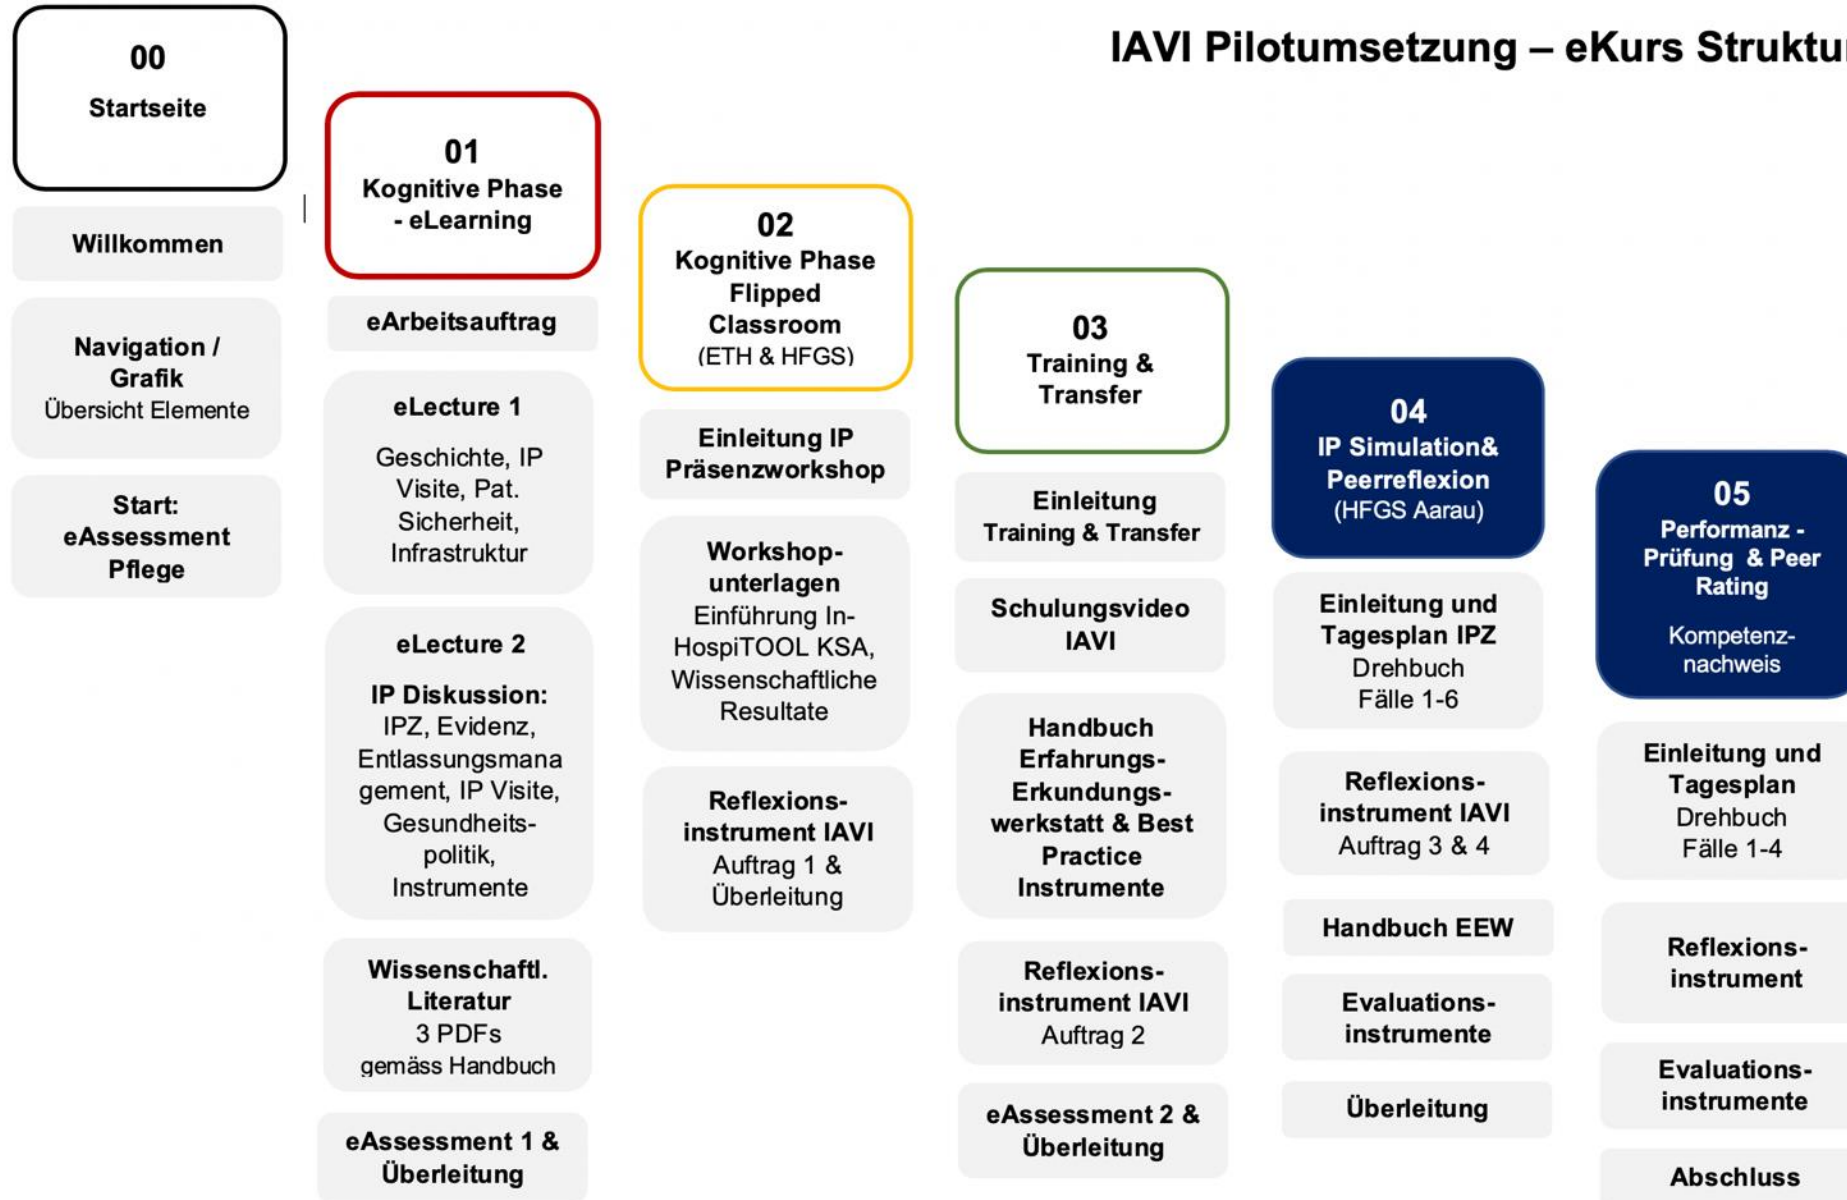 IAVI Pilotumsetzung – eKurs Struktur
00
Startseite
Willkommen
Navigation /
Grafik
Übersicht Elemente
Start:
eAssessment
Pflege
01
Kognitive Phase
- eLearning
eArbeitsauftrag
eLecture 1
Geschichte, IP
Visite, Pat.
Sicherheit,
Infrastruktur
eLecture 2
IP Diskussion:
IPZ, Evidenz,
Entlassungsmana
gement, IP Visite,
Gesundheits-
politik,
Instrumente
Wissenschaftl.
Literatur
3 PDFs
gemäss Handbuch
eAssessment 1 &
Überleitung
02
Kognitive Phase
Flipped
Classroom
(ETH & HFGS)
Einleitung IP
Präsenzworkshop
Workshop-
unterlagen
Einführung In-
HospiTOOL KSA,
Wissenschaftliche
Resultate
Reflexions-
instrument IAVI
Auftrag 1 &
Überleitung
03
Training &
Transfer
Einleitung
Training & Transfer
Schulungsvideo
IAVI
Handbuch
Erfahrungs-
Erkundungs-
werkstatt & Best
Practice
Instrumente
Reflexions-
instrument IAVI
Auftrag 2
eAssessment 2 &
Überleitung
04
IP Simulation&
Peerreflexion
(HFGS Aarau)
Einleitung und
Tagesplan IPZ
Drehbuch
Fälle 1-6
Reflexions-
instrument IAVI
Auftrag 3 & 4
Handbuch EEW
Evaluations-
instrumente
Überleitung
05
Performanz -
Prüfung & Peer
Rating
Kompetenz-
nachweis
Einleitung und
Tagesplan
Drehbuch
Fälle 1-4
Reflexions-
instrument
Evaluations-
instrumente
Abschluss